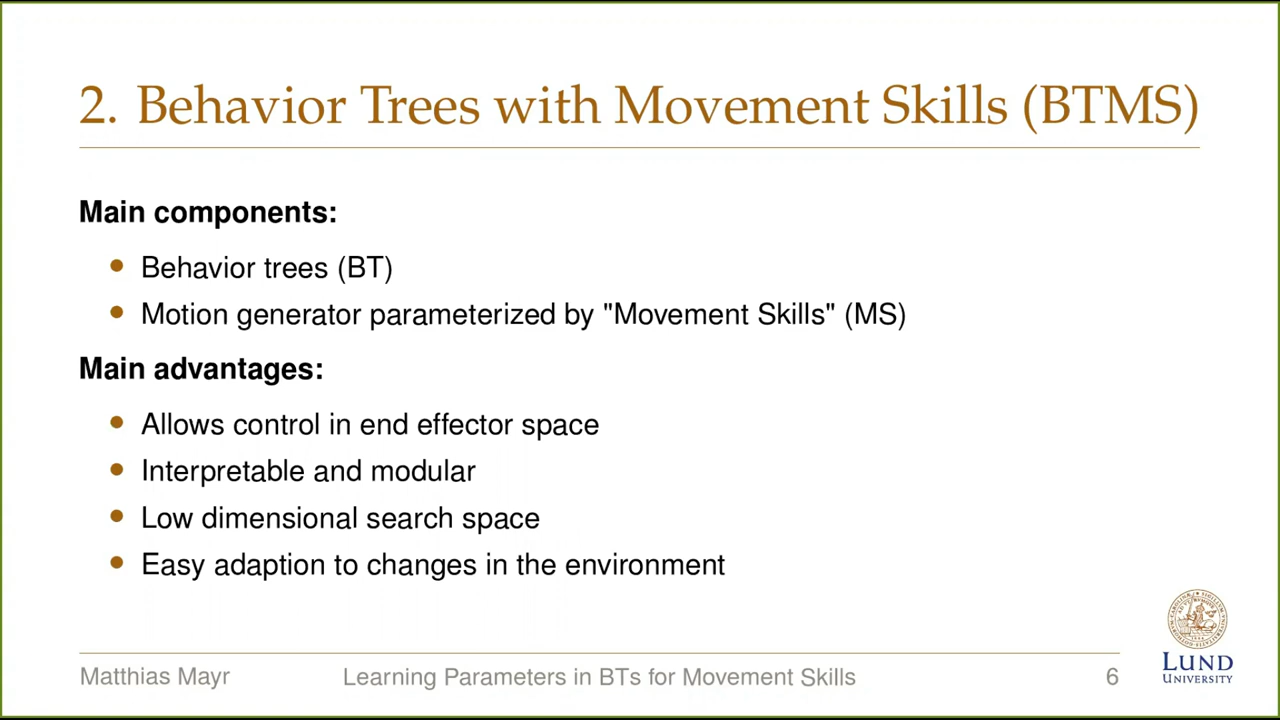 2. Behavior Trees with Movement Skills (BTMS)
Main components:
Behavior trees (BT)
Motion generator parameterized by "Movement Skills" (MS)
Main advantages:
Allows control in end effector space
Interpretable and modular
Low dimensional search space
Easy adaption to changes in the environment
Matthias Mayr
Learning Parameters in BTs for Movement Skills
6
LUND
UNIVERSITY